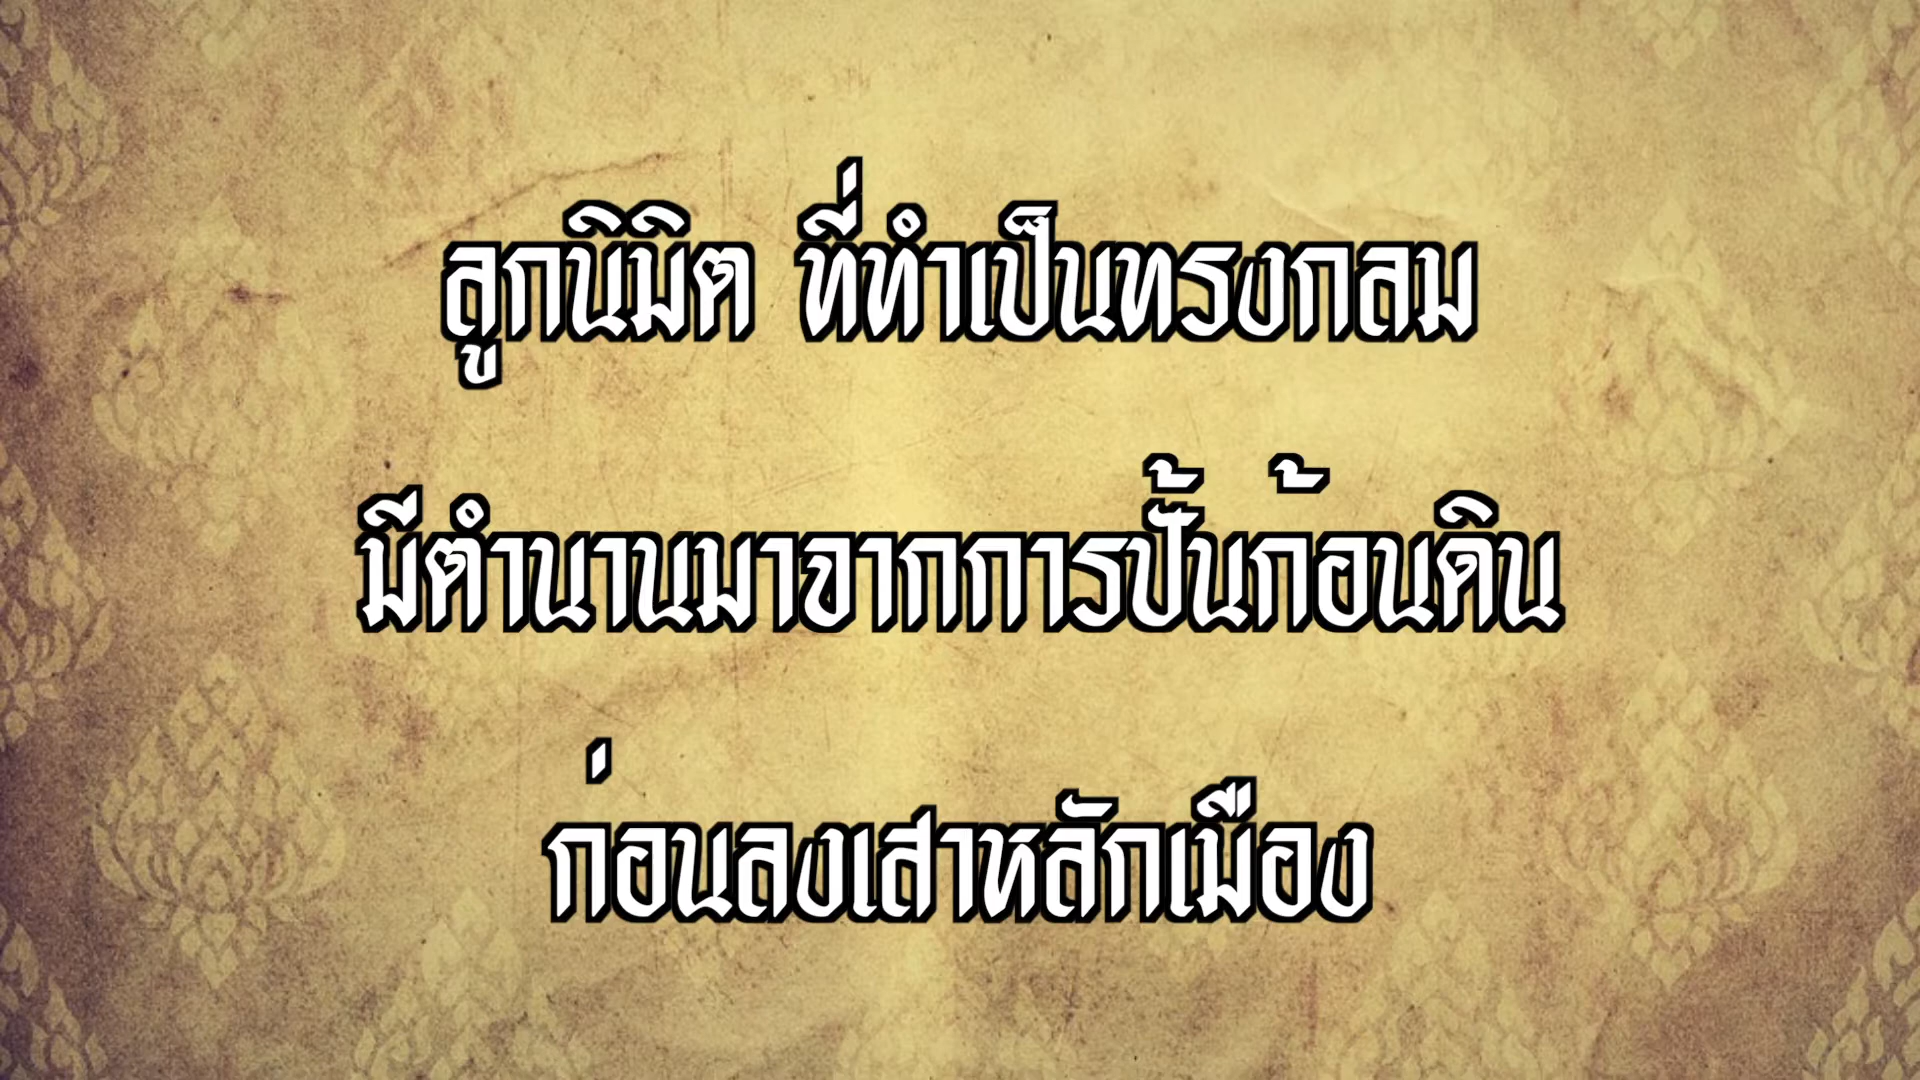 ลูกนิมิต ที่ทำเป็นทรงกลม
มีตำนานมาจากการปั้นก้อนดิน
ก่อนลงเสาหลักเมือง